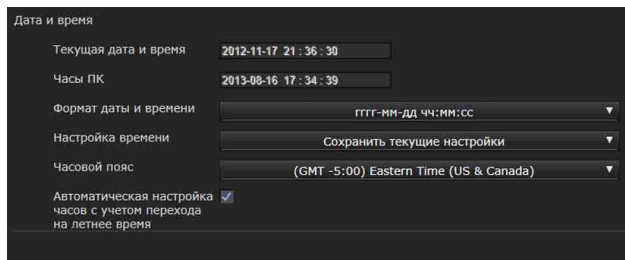 Дата и время
Текущая дата и время 2012-11-17 21 : 36 : 30
Часы ПК 2013-08-16 17 : 34 : 39
Формат даты и времени гггг-мм-дд чч:мм:сс
Настройка времени Сохранить текущие настройки
Часовой пояс (GMT -5:00) Eastern Time (US & Canada)
Автоматическая настройка
часов с учетом перехода
на летнее время